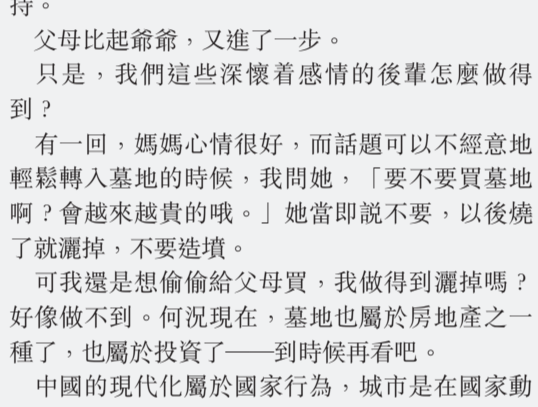 持。
父母比起爺爺，又進了一步。
只是，我們這些深懷着感情的後輩怎麼做得
到？
有一回，媽媽心情很好，而話題可以不經意地
輕鬆轉入墓地的時候，我問她，「要不要買墓地
啊？會越來越貴的哦。」她當即説不要，以後燒
了就灑掉，不要造墳。
可我還是想偷偷給父母買，我做得到灑掉嗎？
好像做不到。何況現在，墓地也屬於房地產之一
種了，也屬於投資了——到時候再看吧。
中國的現代化屬於國家行為，城市是在國家動